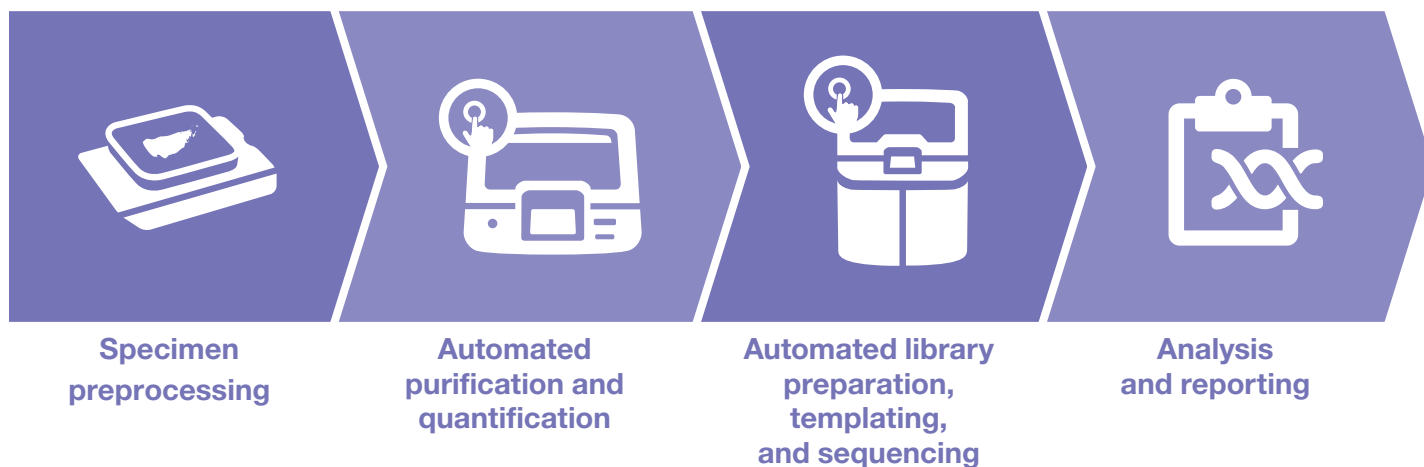 Specimen
preprocessing
Automated
purification and
quantification
Automated library
preparation,
templating,
and sequencing
Analysis
and reporting